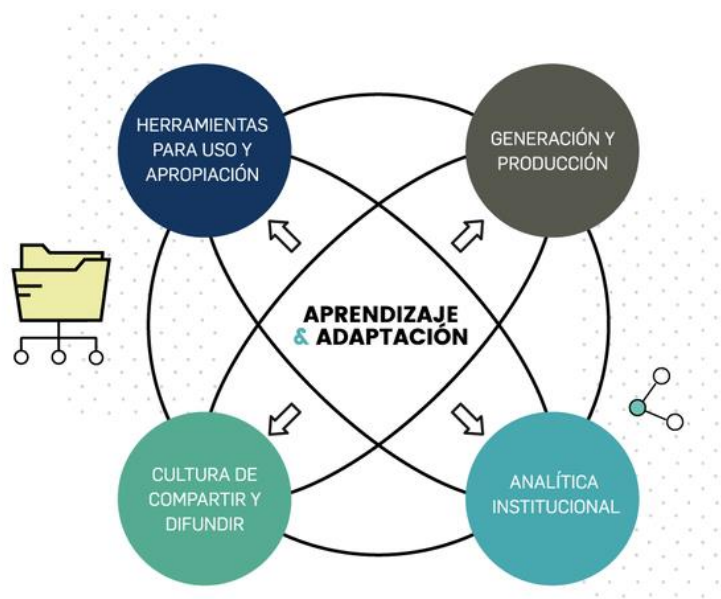 HERRAMIENTAS
PARA USO Y
APROPIACIÓN
GENERACIÓN Y
PRODUCCIÓN
APRENDIZAJE
& ADAPTACIÓN
CULTURA DE
COMPARTIR Y
DIFUNDIR
ANALÍTICA
INSTITUCIONAL